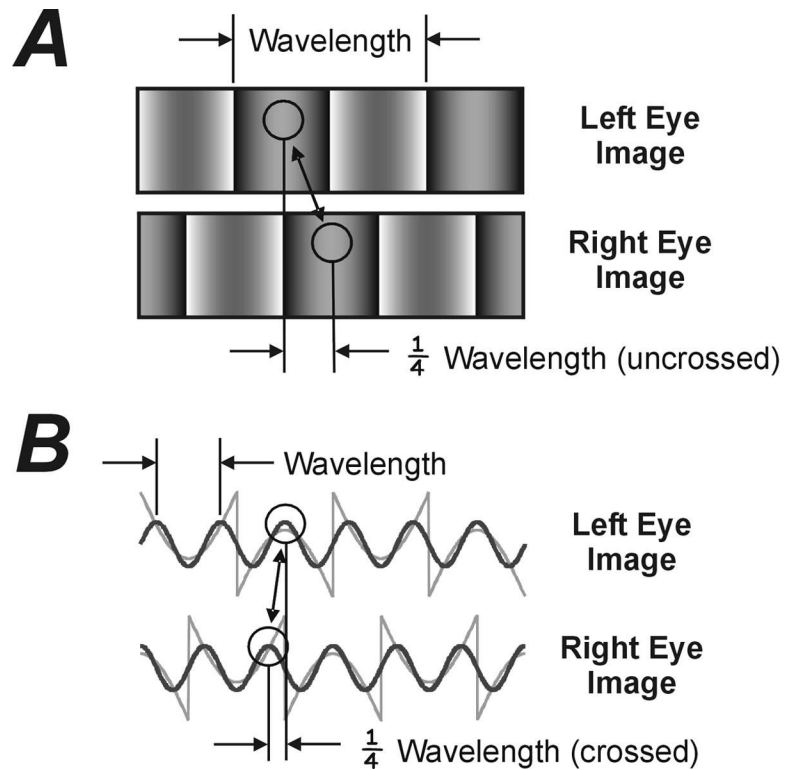 A
Wavelength
Left Eye
Image
Right Eye
Image
1/4 Wavelength (uncrossed)
B
Wavelength
Left Eye
Image
Right Eye
Image
1/4 Wavelength (crossed)